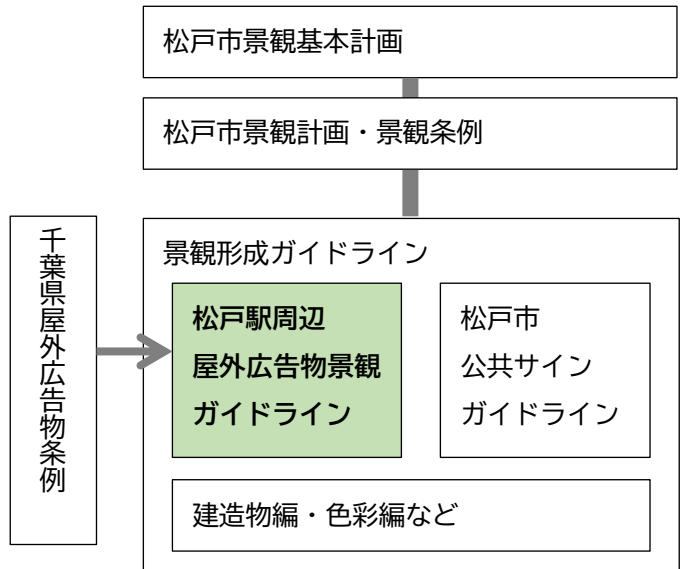 松戸市景観基本計画
松戸市景観計画・景観条例
千葉県屋外広告物条例
景観形成ガイドライン
松戸駅周辺
屋外広告物景観
ガイドライン
松戸市
公共サイン
ガイドライン
建造物編・色彩編など